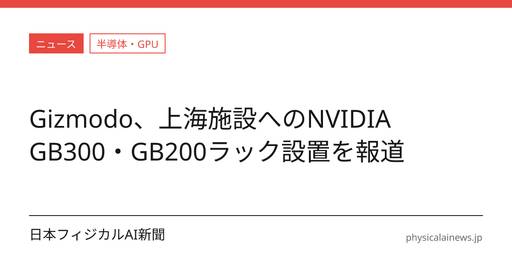 ニュース
半導体・GPU
Gizmodo、上海施設へのNVIDIA
GB300・GB200ラック設置を報道
日本フィジカルAI新聞
physicalainews.jp